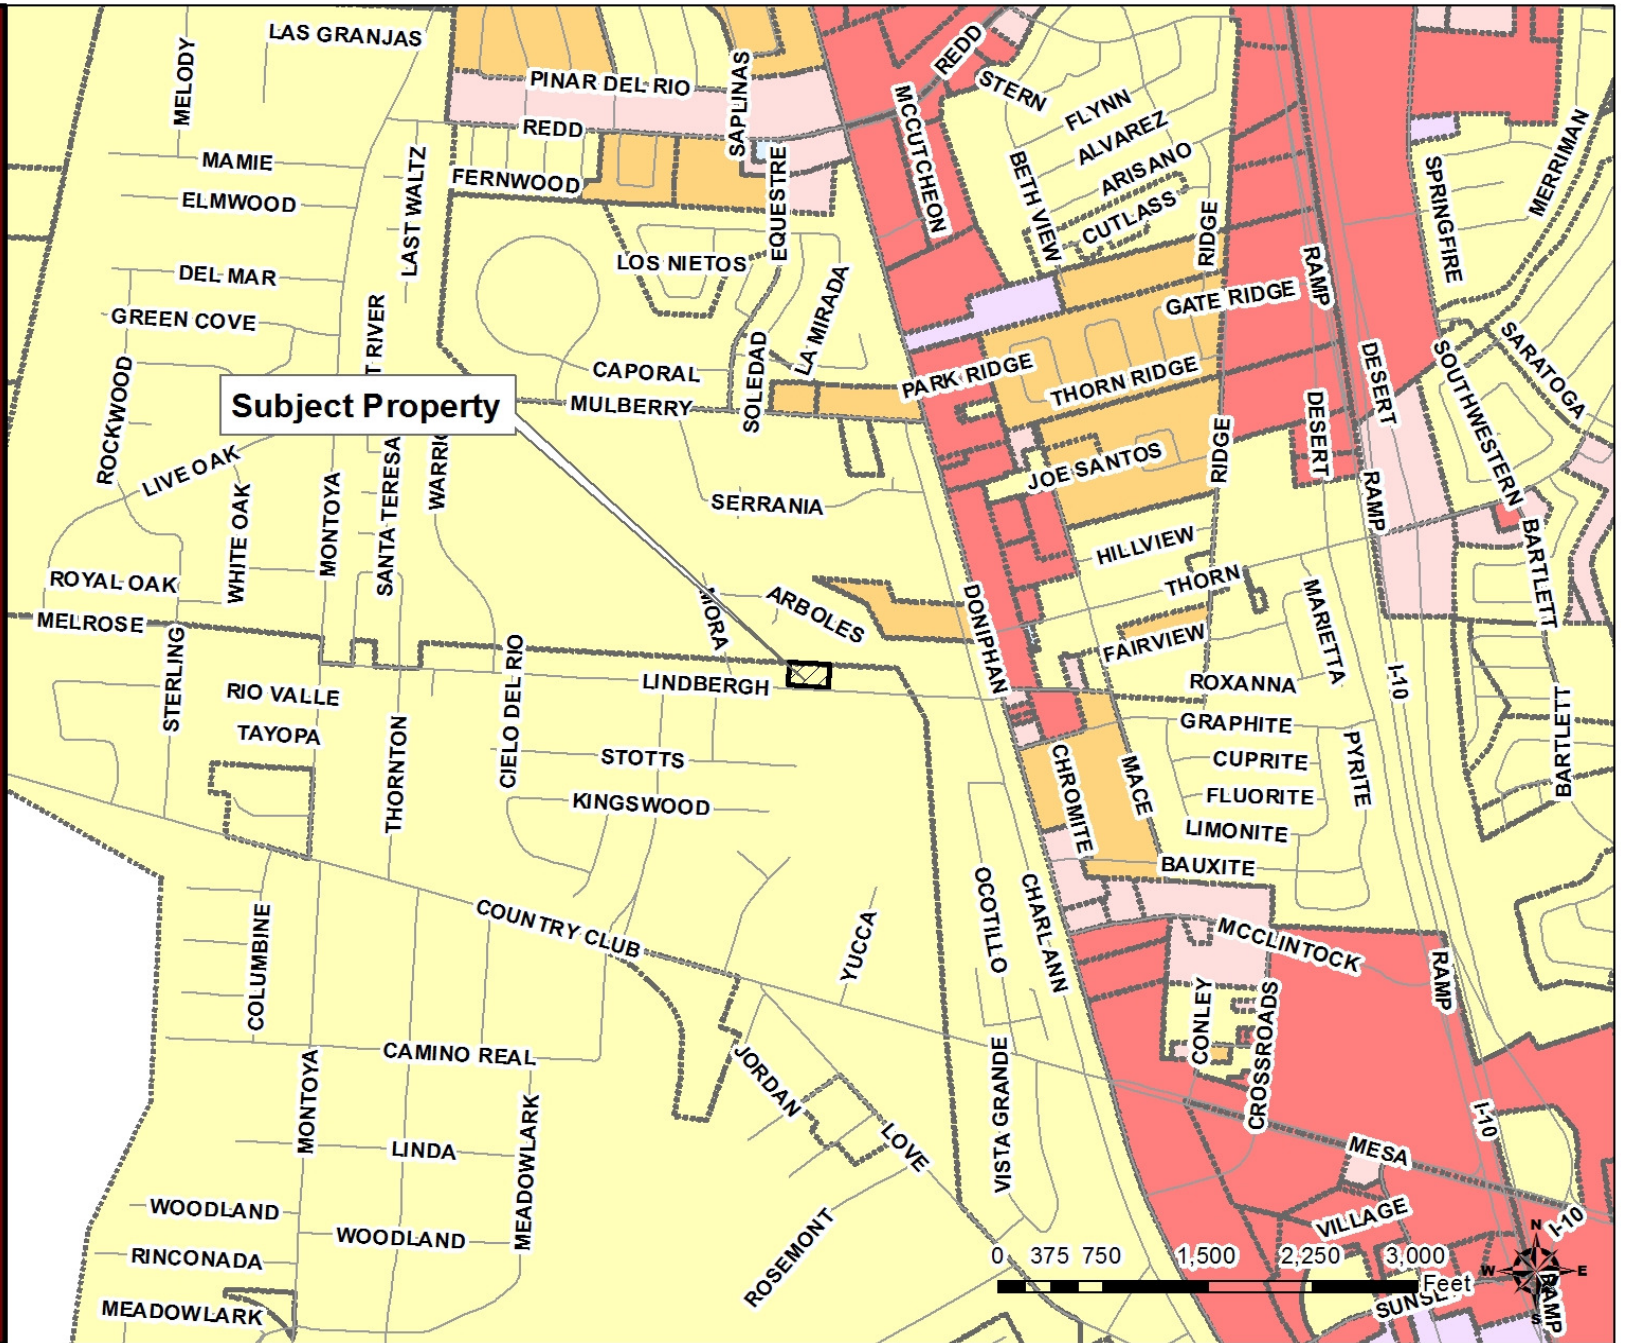 LAS GRANJAS
MELODY
REDD
PINAR DEL RIO
SAPLINAS
STERN
MCCUTCHEON
FLYNN
ALVAREZ
ARISANO
MERRIMAN
REDD
MAMIE
LAST WALTZ
FERNWOOD
EQUESTRE
BETH VIEW
CUTLASS
RIDGE
SPRINGFIRE
ELMWOOD
DEL MAR
LOS NIETOS
RAMP
GATE RIDGE
GREEN COVE
T RIVER
LA MIRADA
SARATOGA
CAPORAL
SOLEDAD
PARK RIDGE
THORN RIDGE
DESERT
SOUTHWESTERN
Subject Property
MULBERRY
ROCKWOOD
DESERT
RIDGE
LIVE OAK
WARRI
JOE SANTOS
MONTOYA
SANTA TERESA
WHITE OAK
SERRANIA
RAMP
HILLVIEW
BARTLETT
ROYAL OAK
THORN
MELROSE
MORA
ARBOLES
DONIPHAN
MARIETTA
FAIRVIEW
STERLING
RIO VALLE
CIELO DEL RIO
LINDBERGH
ROXANNA
I-10
TAYOPA
GRAPHITE
BARTLETT
THORNTON
STOTTS
CHROMITE
MACE
CUPRITE
PYRITE
KINGSWOOD
FLUORITE
LIMONITE
BAUXITE
COUNTRY CLUB
OCOTILLO
CHARL ANN
YUCCA
MCCLINTOCK
COLUMBINE
RAMP
CONLEY
CROSSROADS
CAMINO REAL
JORDAN
MONTOYA
VISTA GRANDE
LOVE
I-10
MEADOWLARK
LINDA
MESA
WOODLAND
WOODLAND
VILLAGE
I-10
RINCONADA
ROSEMONT
0 375 750 1,500 2,250 3,000
Feet
N
W E
S
RAMP
MEADOWLARK